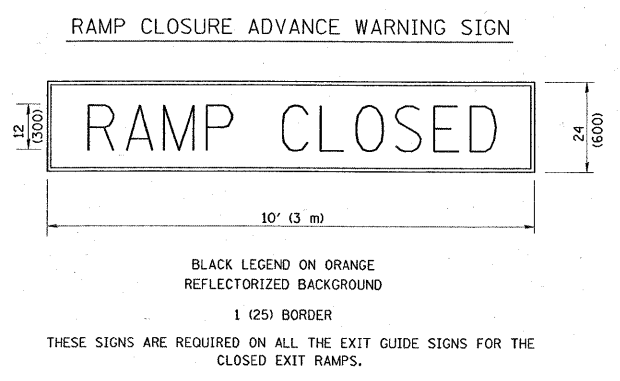 RAMP CLOSURE ADVANCE WARNING SIGN
RAMP CLOSED
12
(300)
24
(600)
10' (3 m)
BLACK LEGEND ON ORANGE
REFLECTORIZED BACKGROUND
1 (25) BORDER
THESE SIGNS ARE REQUIRED ON ALL THE EXIT GUIDE SIGNS FOR THE
CLOSED EXIT RAMPS.